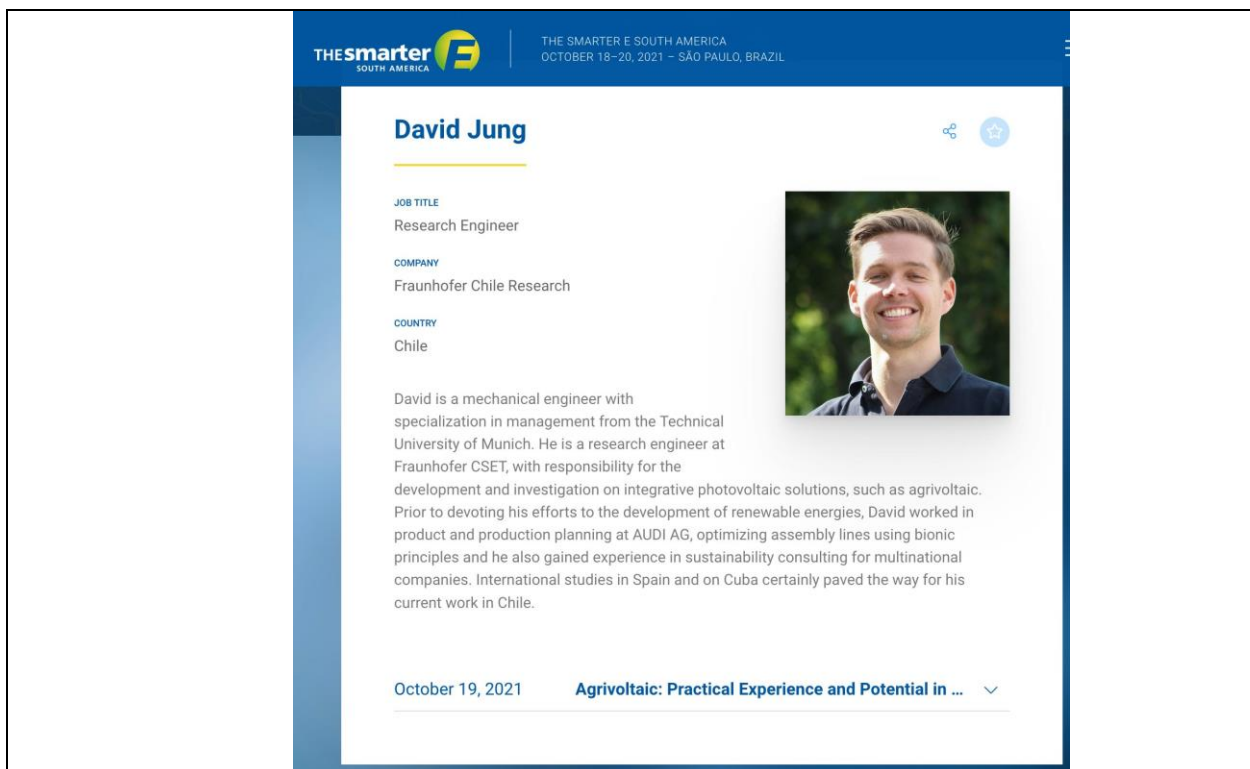 THE smarter E
SOUTH AMERICA
THE SMARTER E SOUTH AMERICA
OCTOBER 18–20, 2021 – SÃO PAULO, BRAZIL
David Jung
JOB TITLE
Research Engineer
COMPANY
Fraunhofer Chile Research
COUNTRY
Chile
David is a mechanical engineer with
specialization in management from the Technical
University of Munich. He is a research engineer at
Fraunhofer CSET, with responsibility for the
development and investigation on integrative photovoltaic solutions, such as agrivoltaic.
Prior to devoting his efforts to the development of renewable energies, David worked in
product and production planning at AUDI AG, optimizing assembly lines using bionic
principles and he also gained experience in sustainability consulting for multinational
companies. International studies in Spain and on Cuba certainly paved the way for his
current work in Chile.
October 19, 2021 Agrivoltaic: Practical Experience and Potential in ...